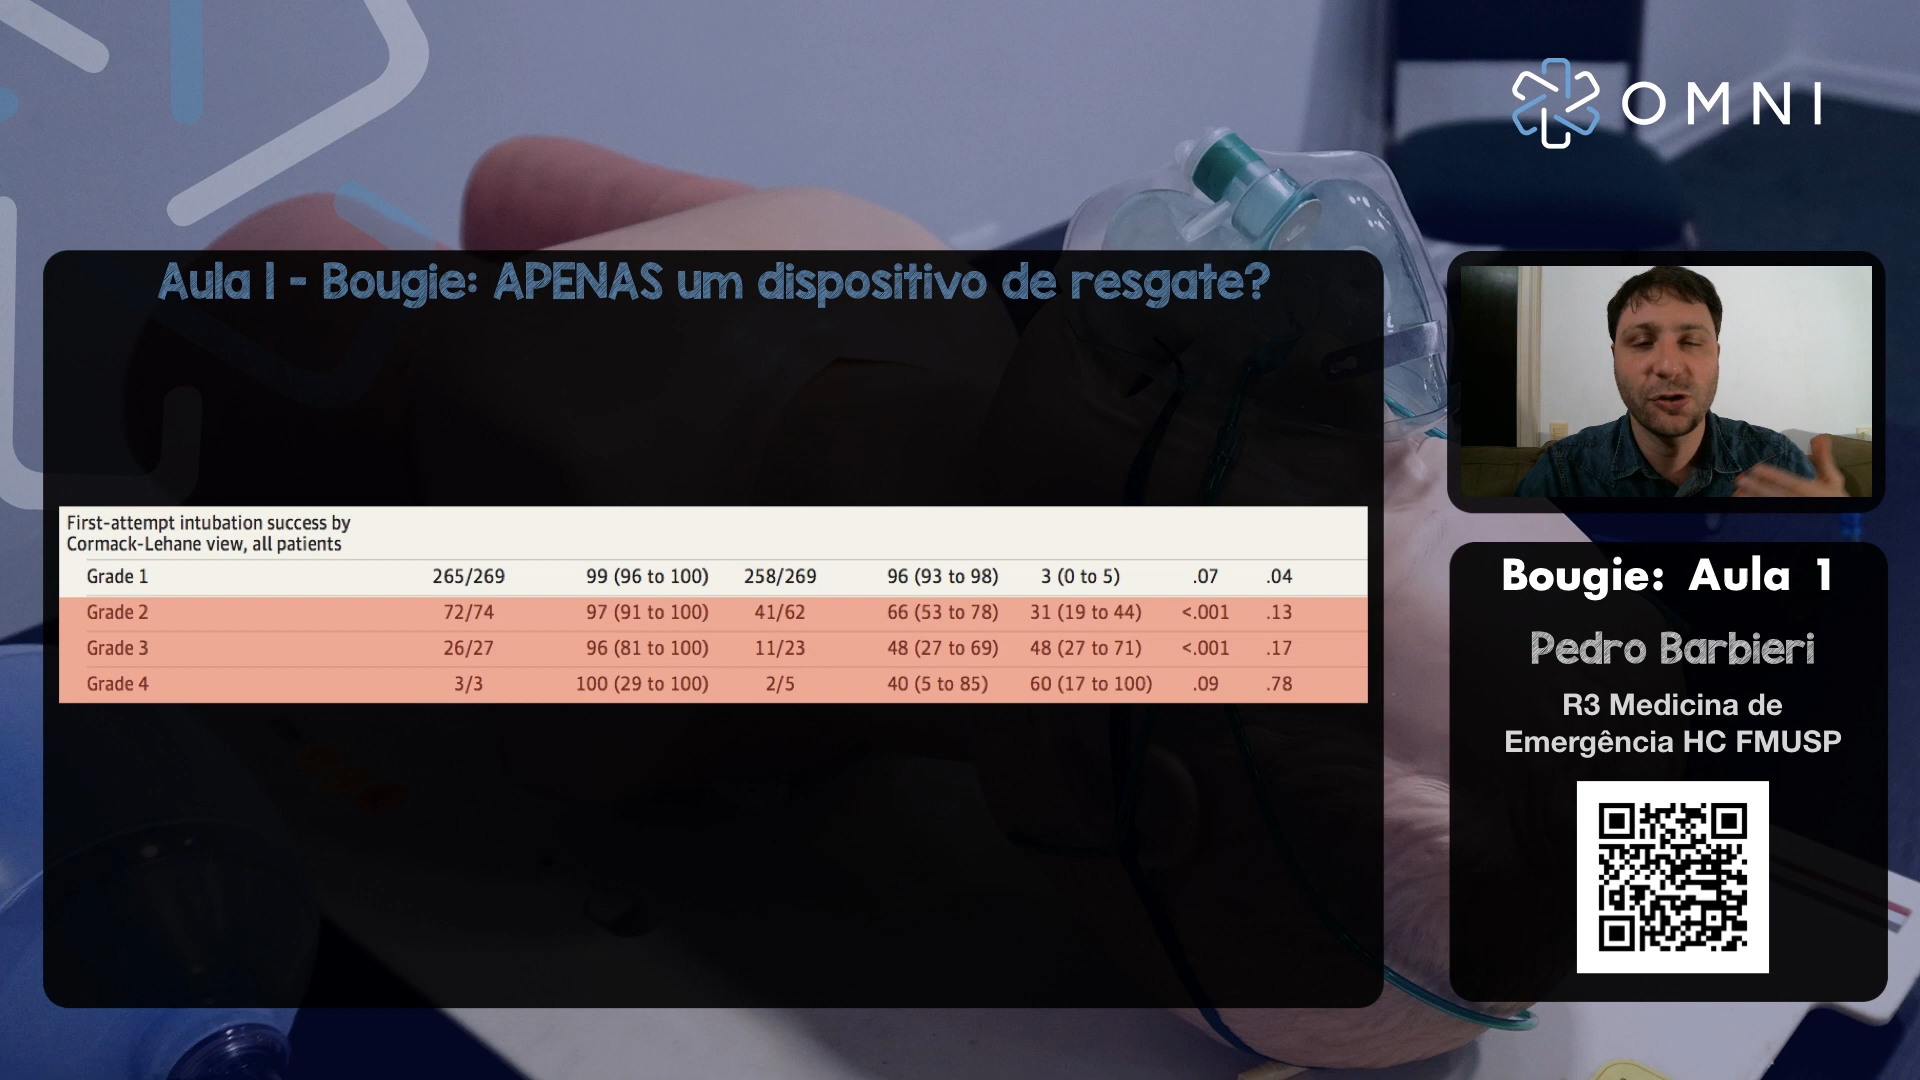 OMNI
Aula 1 - Bougie: APENAS um dispositivo de resgate?
First-attempt intubation success by
Cormack-Lehane view, all patients
Grade 1 265/269 99 (96 to 100) 258/269 96 (93 to 98) 3 (0 to 5) .07 .04
Grade 2 72/74 97 (91 to 100) 41/62 66 (53 to 78) 31 (19 to 44) <.001 .13
Grade 3 26/27 96 (81 to 100) 11/23 48 (27 to 69) 48 (27 to 71) <.001 .17
Grade 4 3/3 100 (29 to 100) 2/5 40 (5 to 85) 60 (17 to 100) .09 .78
Bougie: Aula 1
Pedro Barbieri
R3 Medicina de
Emergência HC FMUSP